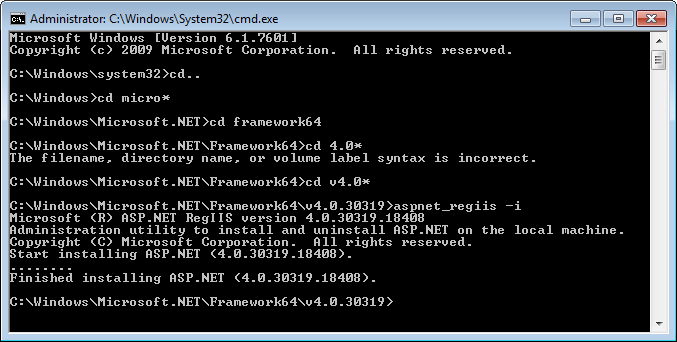 Administrator: C:\Windows\System32\cmd.exe
Microsoft Windows [Version 6.1.7601]
Copyright (c) 2009 Microsoft Corporation.  All rights reserved.
C:\Windows\system32>cd..
C:\Windows>cd micro*
C:\Windows\Microsoft.NET>cd framework64
C:\Windows\Microsoft.NET\Framework64>cd 4.0*
The filename, directory name, or volume label syntax is incorrect.
C:\Windows\Microsoft.NET\Framework64>cd v4.0*
C:\Windows\Microsoft.NET\Framework64\v4.0.30319>aspnet_regiis -i
Microsoft (R) ASP.NET RegIIS version 4.0.30319.18408
Administration utility to install and uninstall ASP.NET on the local machine.
Copyright (C) Microsoft Corporation.  All rights reserved.
Start installing ASP.NET (4.0.30319.18408).
........
Finished installing ASP.NET (4.0.30319.18408).
C:\Windows\Microsoft.NET\Framework64\v4.0.30319>